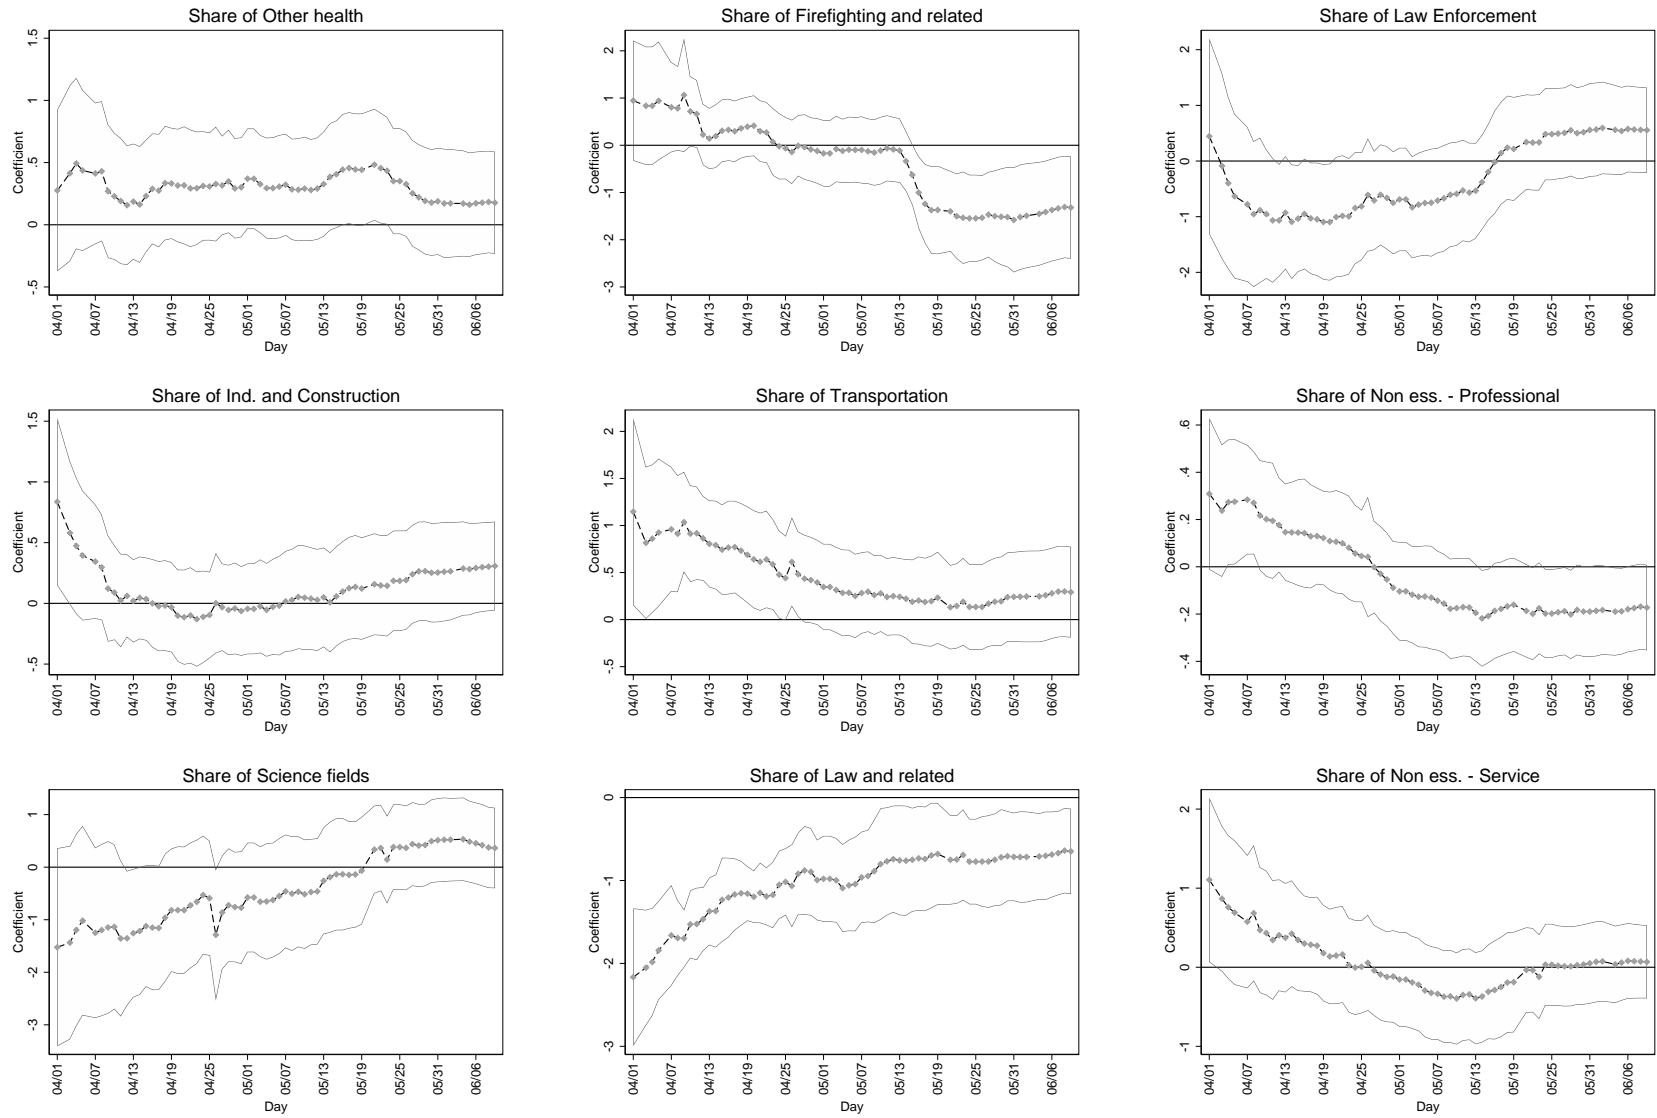 Share of Other health
Coefficient
-.5 0 .5 1 1.5
04/01 04/07 04/13 04/19 04/25 05/01 05/07 05/13 05/19 05/25 05/31 06/06
Day
Share of Firefighting and related
Coefficient
-3 -2 -1 0 1 2
04/01 04/07 04/13 04/19 04/25 05/01 05/07 05/13 05/19 05/25 05/31 06/06
Day
Share of Law Enforcement
Coefficient
-2 -1 0 1 2
04/01 04/07 04/13 04/19 04/25 05/01 05/07 05/13 05/19 05/25 05/31 06/06
Day
Share of Ind. and Construction
Coefficient
-.5 0 .5 1 1.5
04/01 04/07 04/13 04/19 04/25 05/01 05/07 05/13 05/19 05/25 05/31 06/06
Day
Share of Transportation
Coefficient
-.5 0 .5 1 1.5 2
04/01 04/07 04/13 04/19 04/25 05/01 05/07 05/13 05/19 05/25 05/31 06/06
Day
Share of Non ess. - Professional
Coefficient
-.4 -.2 0 .2 .4 .6
04/01 04/07 04/13 04/19 04/25 05/01 05/07 05/13 05/19 05/25 05/31 06/06
Day
Share of Science fields
Coefficient
-3 -2 -1 0 1
04/01 04/07 04/13 04/19 04/25 05/01 05/07 05/13 05/19 05/25 05/31 06/06
Day
Share of Law and related
Coefficient
-3 -2 -1 0
04/01 04/07 04/13 04/19 04/25 05/01 05/07 05/13 05/19 05/25 05/31 06/06
Day
Share of Non ess. - Service
Coefficient
-1 0 1 2
04/01 04/07 04/13 04/19 04/25 05/01 05/07 05/13 05/19 05/25 05/31 06/06
Day